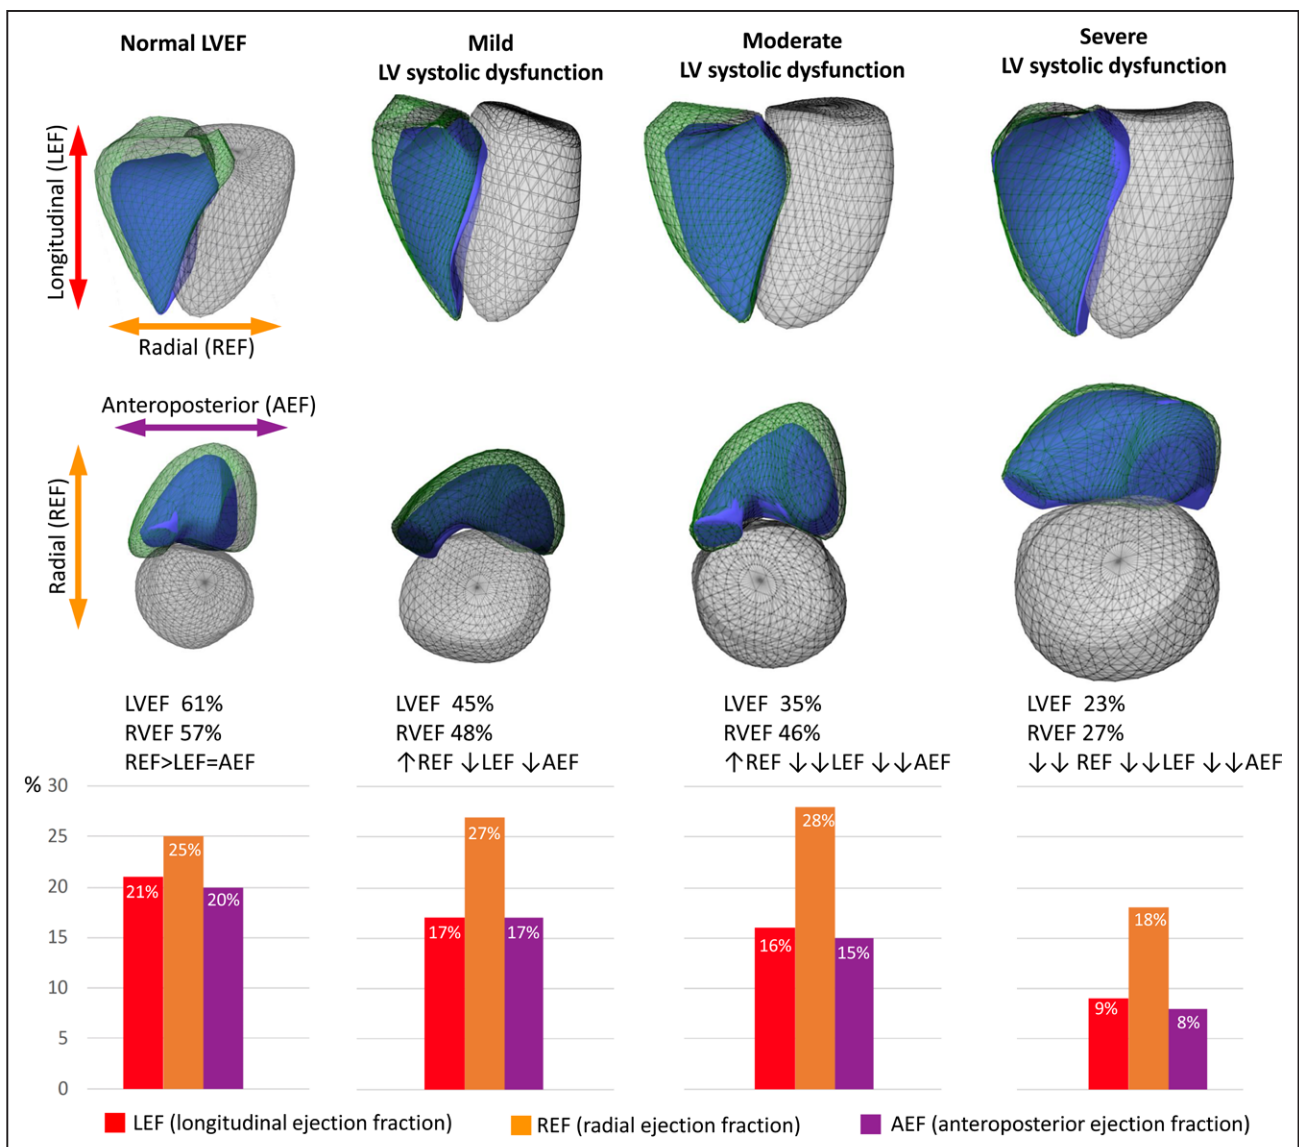 Normal LVEF
Mild
LV systolic dysfunction
Moderate
LV systolic dysfunction
Severe
LV systolic dysfunction
Longitudinal (LEF)
Radial (REF)
Anteroposterior (AEF)
Radial (REF)
LVEF 61%
RVEF 57%
REF>LEF=AEF
LVEF 45%
RVEF 48%
↑REF ↓LEF ↓AEF
LVEF 35%
RVEF 46%
↑REF ↓↓LEF ↓↓AEF
LVEF 23%
RVEF 27%
↓↓ REF ↓↓LEF ↓↓AEF
% 30
25
20
15
10
5
0
21%
25%
20%
17%
27%
17%
16%
28%
15%
9%
18%
8%
LEF (longitudinal ejection fraction)
REF (radial ejection fraction)
AEF (anteroposterior ejection fraction)